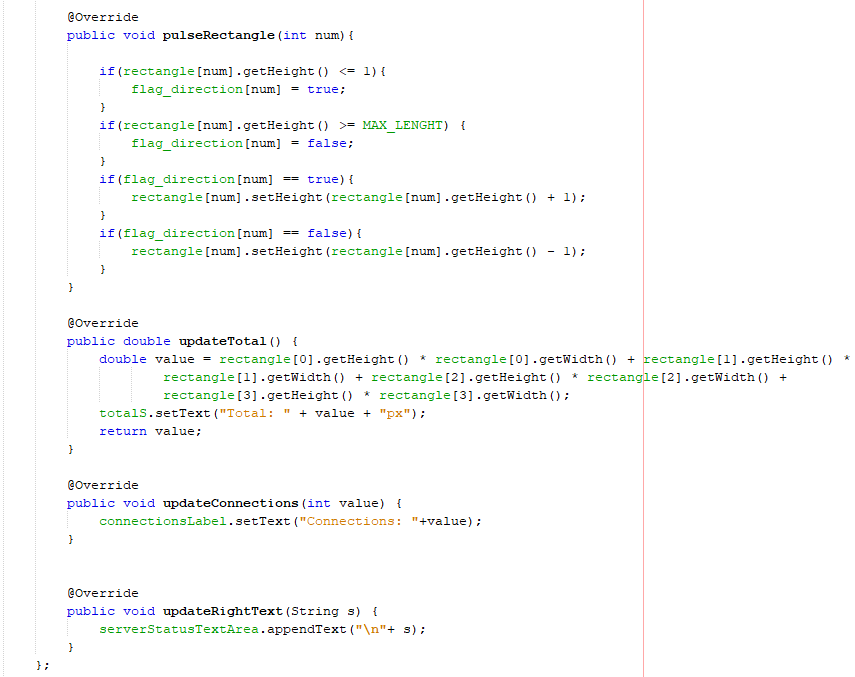 @Override
public void pulseRectangle(int num){
if(rectangle[num].getHeight() <= 1){
flag_direction[num] = true;
}
if(rectangle[num].getHeight() >= MAX_LENGHT) {
flag_direction[num] = false;
}
if(flag_direction[num] == true){
rectangle[num].setHeight(rectangle[num].getHeight() + 1);
}
if(flag_direction[num] == false){
rectangle[num].setHeight(rectangle[num].getHeight() - 1);
}
}
@Override
public double updateTotal() {
double value = rectangle[0].getHeight() * rectangle[0].getWidth() + rectangle[1].getHeight() *
rectangle[1].getWidth() + rectangle[2].getHeight() * rectangle[2].getWidth() +
rectangle[3].getHeight() * rectangle[3].getWidth();
totalS.setText("Total: " + value + "px");
return value;
}
@Override
public void updateConnections(int value) {
connectionsLabel.setText("Connections: "+value);
}
@Override
public void updateRightText(String s) {
serverStatusTextArea.appendText("\n"+ s);
}
};